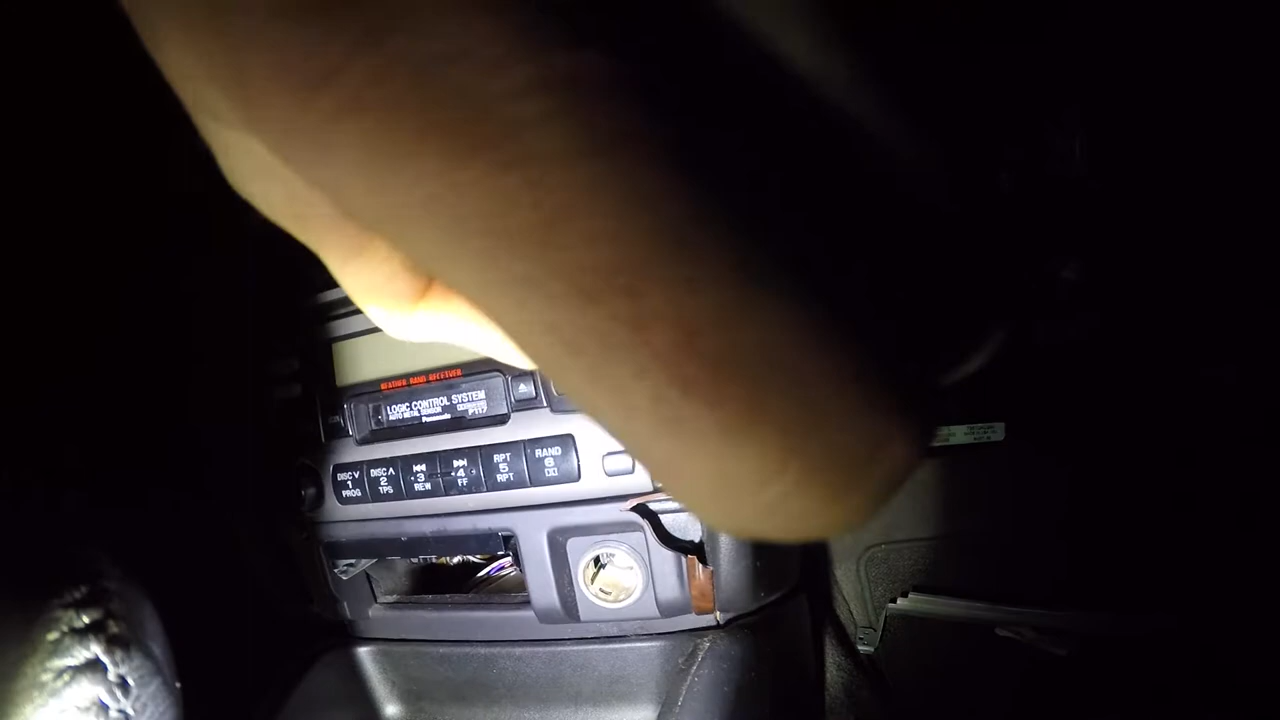 WEATHER BAND RECEIVER
LOGIC CONTROL SYSTEM
AUTO METAL SENSOR
Panasonic P117
DISC ∨ DISC ∧ RPT RAND
1 2 3 4 5 6
PROG TPS REW FF RPT